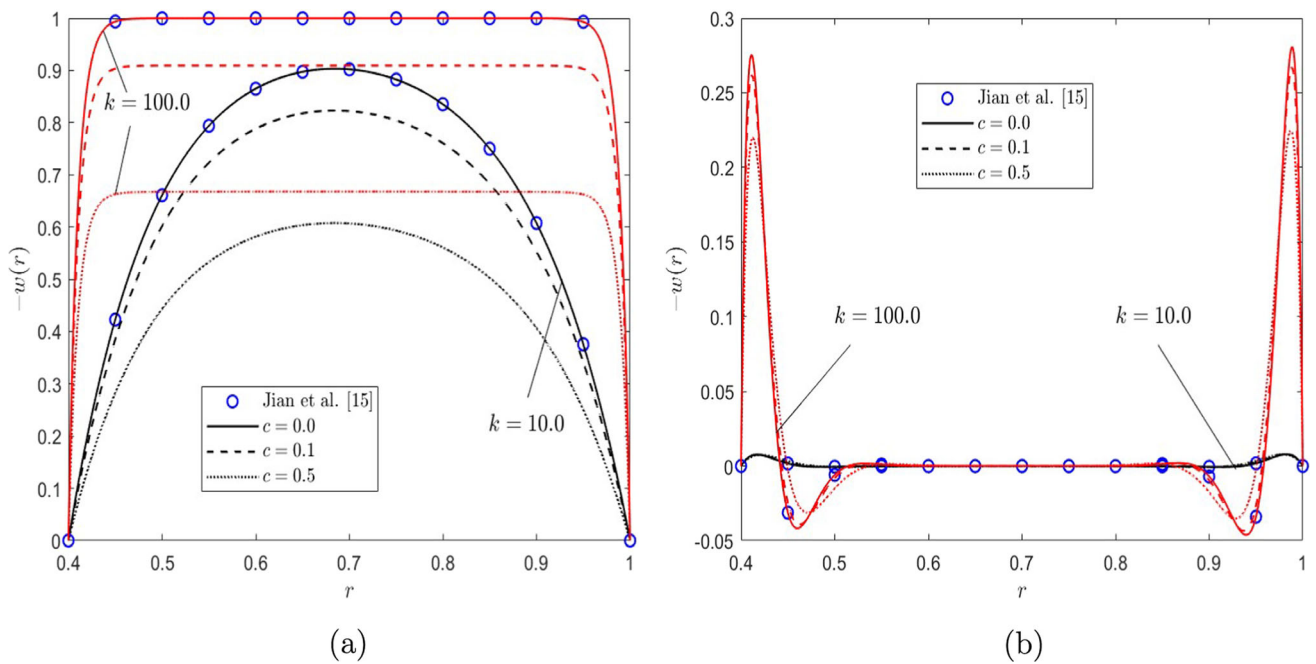 1
0.9
0.8
0.7
0.6
0.5
0.4
0.3
0.2
0.1
0
−w(r)
k = 100.0
k = 10.0
Jian et al. [15]
c = 0.0
c = 0.1
c = 0.5
0.4 0.5 0.6 0.7 0.8 0.9 1
r
(a)
0.3
0.25
0.2
0.15
0.1
0.05
0
-0.05
−w(r)
Jian et al. [15]
c = 0.0
c = 0.1
c = 0.5
k = 100.0 k = 10.0
0.4 0.5 0.6 0.7 0.8 0.9 1
r
(b)